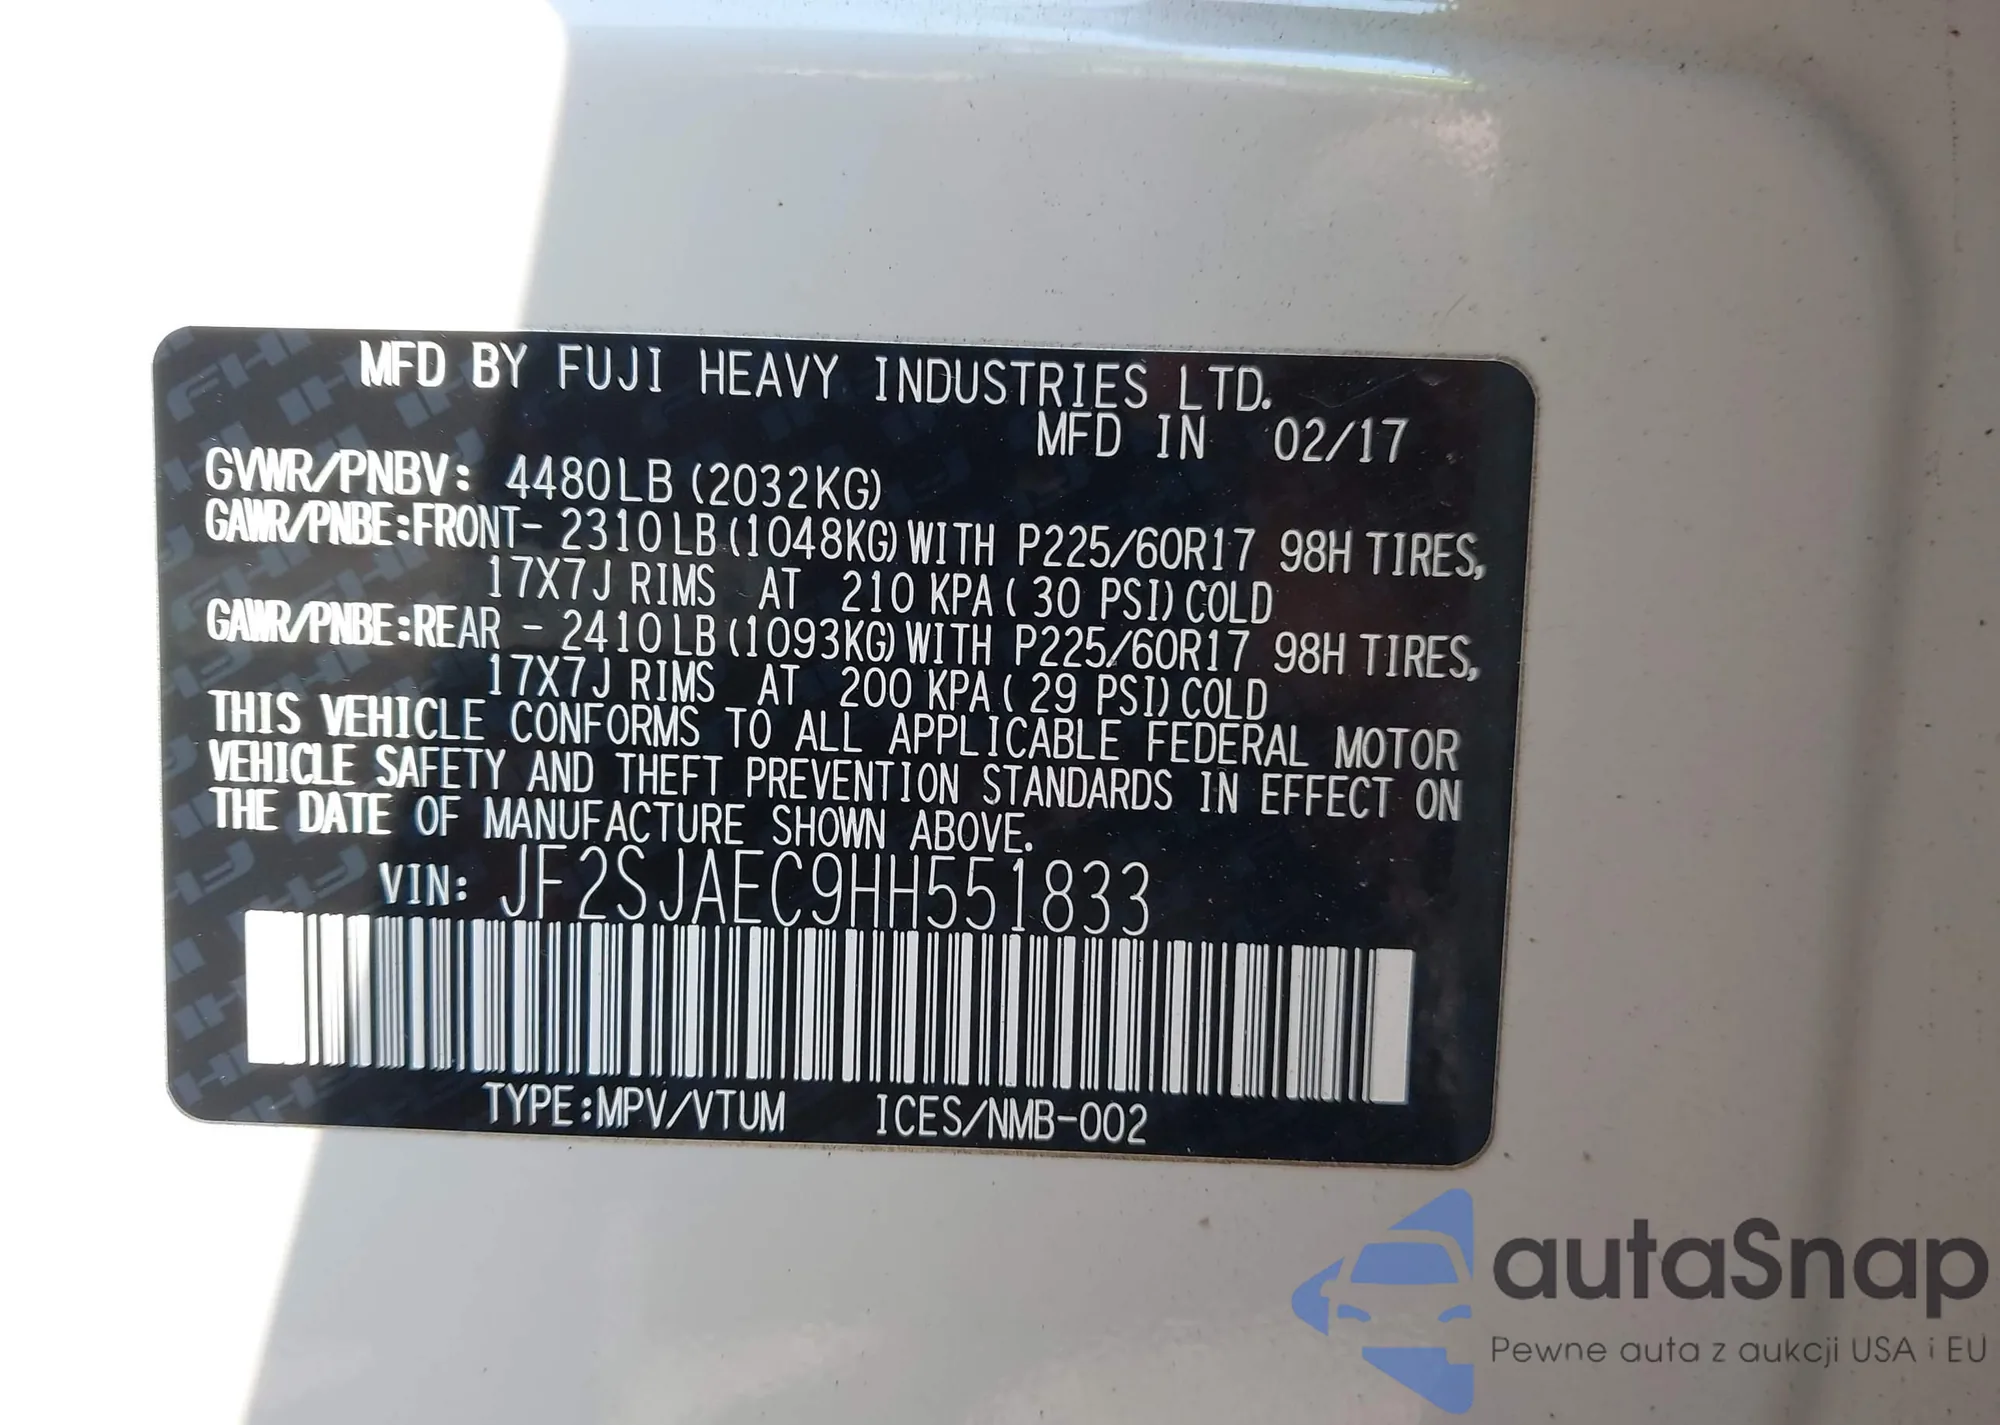 MFD BY FUJI HEAVY INDUSTRIES LTD.
MFD IN 02/17
GVWR/PNBV: 4480LB (2032KG)
GAWR/PNBE:FRONT- 2310LB (1048KG) WITH P225/60R17 98H TIRES,
17X7J RIMS AT 210 KPA ( 30 PSI) COLD
GAWR/PNBE:REAR - 2410LB (1093KG) WITH P225/60R17 98H TIRES,
17X7J RIMS AT 200 KPA ( 29 PSI) COLD
THIS VEHICLE CONFORMS TO ALL APPLICABLE FEDERAL MOTOR
VEHICLE SAFETY AND THEFT PREVENTION STANDARDS IN EFFECT ON
THE DATE OF MANUFACTURE SHOWN ABOVE.
VIN: JF2SJAEC9HH551833
TYPE:MPV/VTUM ICES/NMB-002
autaSnap
Pewne auta z aukcji USA i EU